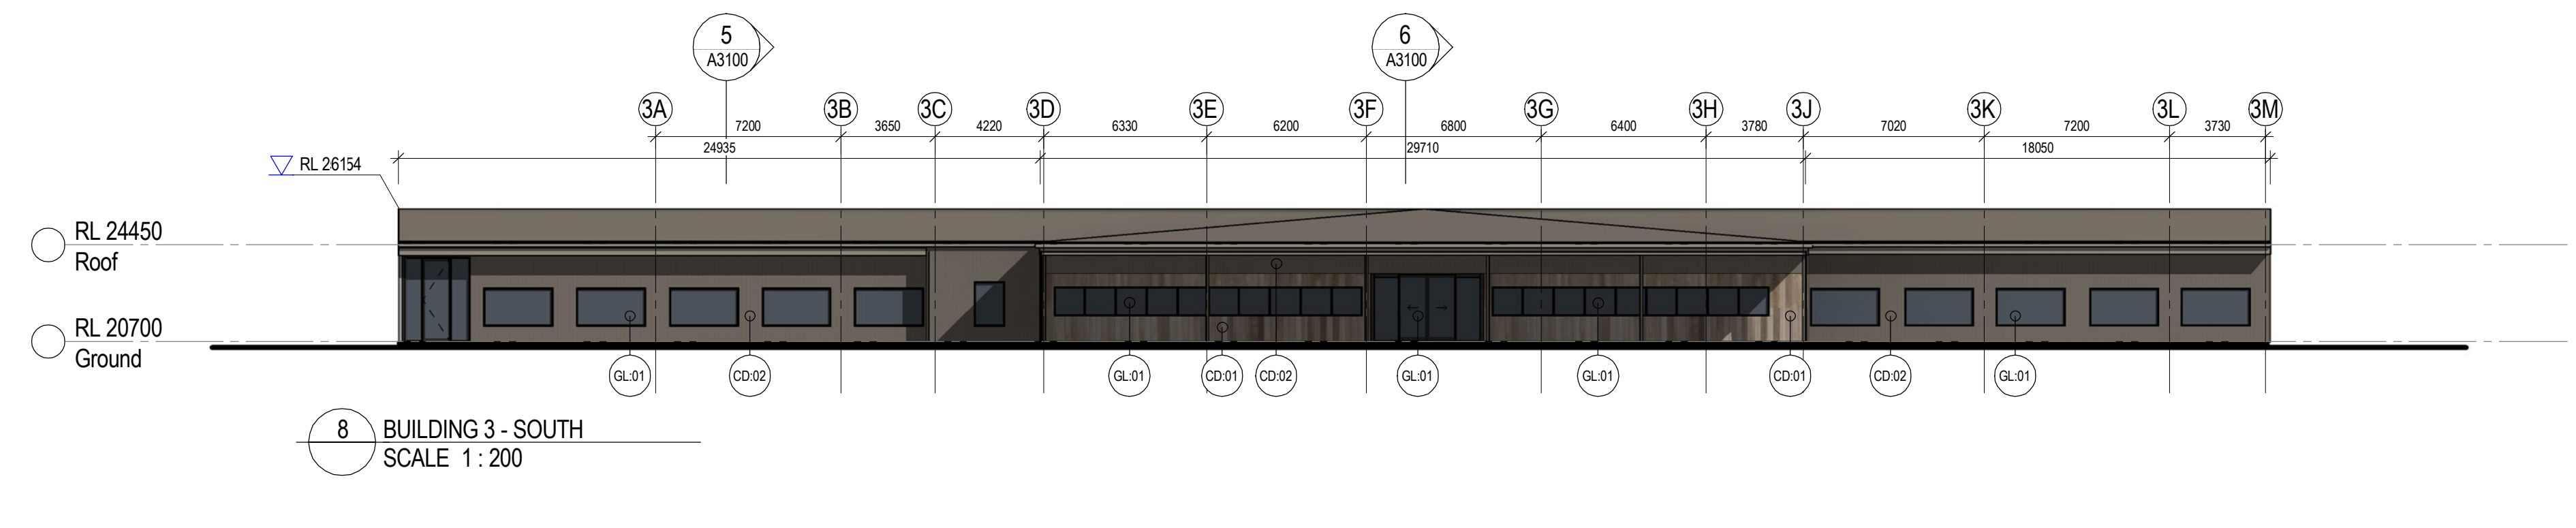 5
A3100
6
A3100
3A
3B
3C
3D
3E
3F
3G
3H
3J
3K
3L
3M
7200
3650
4220
6330
6200
6800
6400
3780
7020
7200
3730
24935
29710
18050
RL 26154
RL 24450
Roof
RL 20700
Ground
GL:01
CD:02
GL:01
CD:01
CD:02
GL:01
GL:01
CD:01
CD:02
GL:01
8
BUILDING 3 - SOUTH
SCALE 1 : 200